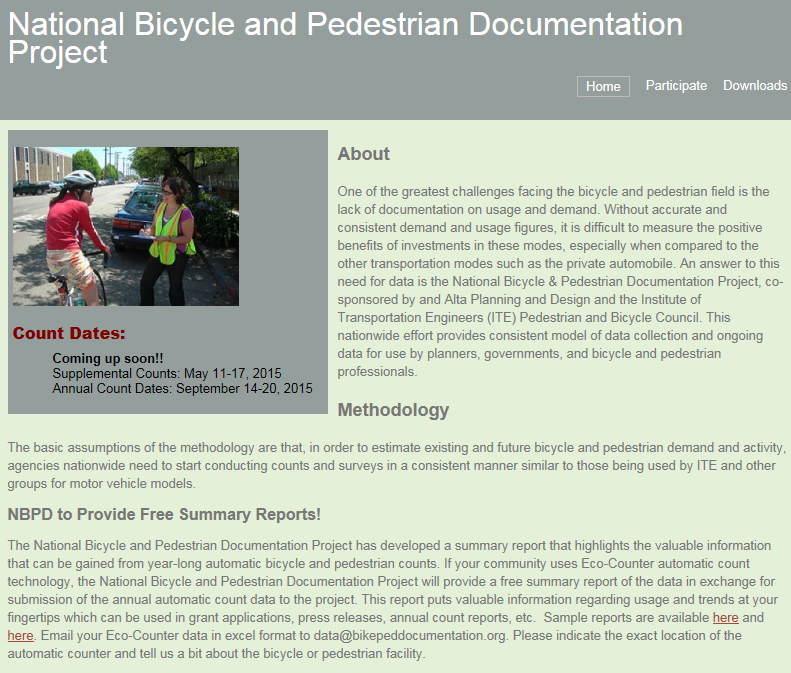 National Bicycle and Pedestrian Documentation
Project
Home Participate Downloads
Count Dates:
Coming up soon!!
Supplemental Counts: May 11-17, 2015
Annual Count Dates: September 14-20, 2015
About
One of the greatest challenges facing the bicycle and pedestrian field is the
lack of documentation on usage and demand. Without accurate and
consistent demand and usage figures, it is difficult to measure the positive
benefits of investments in these modes, especially when compared to the
other transportation modes such as the private automobile. An answer to this
need for data is the National Bicycle & Pedestrian Documentation Project, co-
sponsored by and Alta Planning and Design and the Institute of
Transportation Engineers (ITE) Pedestrian and Bicycle Council. This
nationwide effort provides consistent model of data collection and ongoing
data for use by planners, governments, and bicycle and pedestrian
professionals.
Methodology
The basic assumptions of the methodology are that, in order to estimate existing and future bicycle and pedestrian demand and activity,
agencies nationwide need to start conducting counts and surveys in a consistent manner similar to those being used by ITE and other
groups for motor vehicle models.
NBPD to Provide Free Summary Reports!
The National Bicycle and Pedestrian Documentation Project has developed a summary report that highlights the valuable information
that can be gained from year-long automatic bicycle and pedestrian counts. If your community uses Eco-Counter automatic count
technology, the National Bicycle and Pedestrian Documentation Project will provide a free summary report of the data in exchange for
submission of the annual automatic count data to the project. This report puts valuable information regarding usage and trends at your
fingertips which can be used in grant applications, press releases, annual count reports, etc. Sample reports are available here and
here. Email your Eco-Counter data in excel format to data@bikepeddocumentation.org. Please indicate the exact location of the
automatic counter and tell us a bit about the bicycle or pedestrian facility.